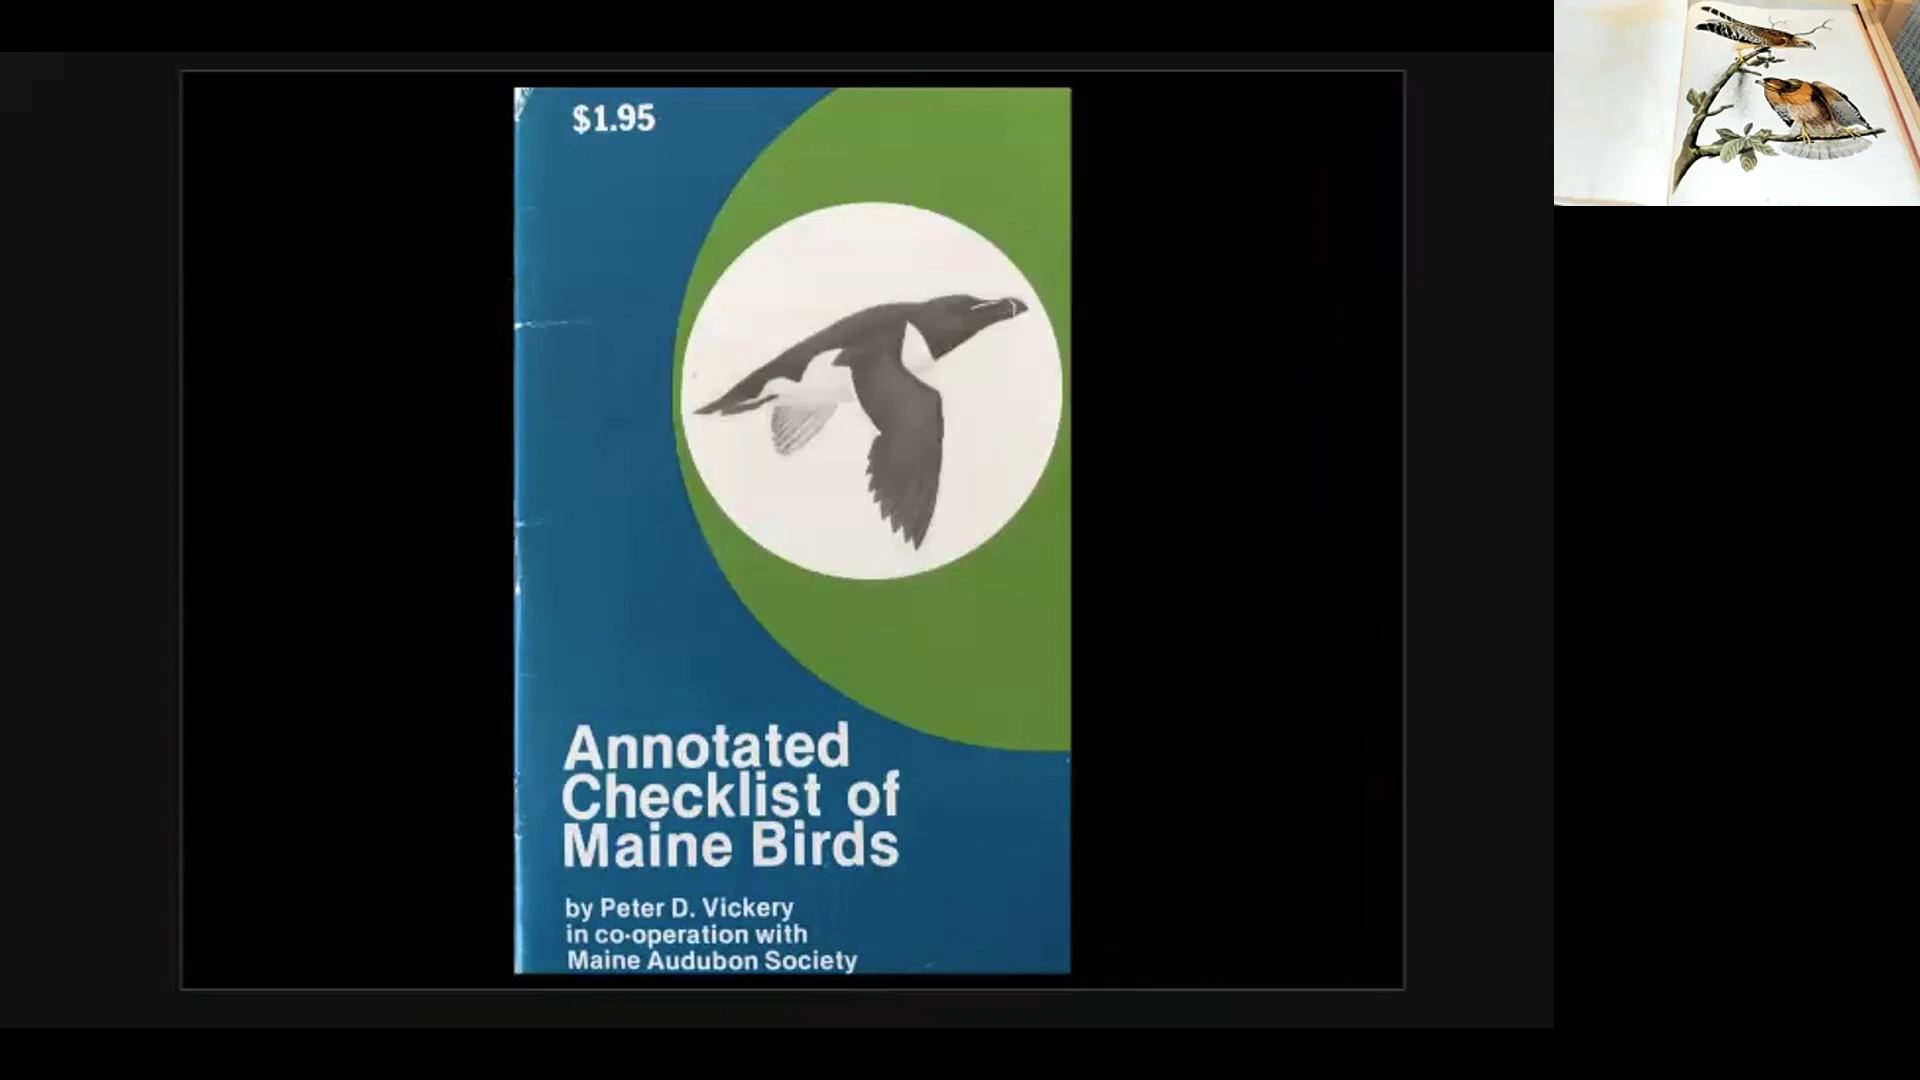 $1.95
Annotated
Checklist of
Maine Birds
by Peter D. Vickery
in co-operation with
Maine Audubon Society